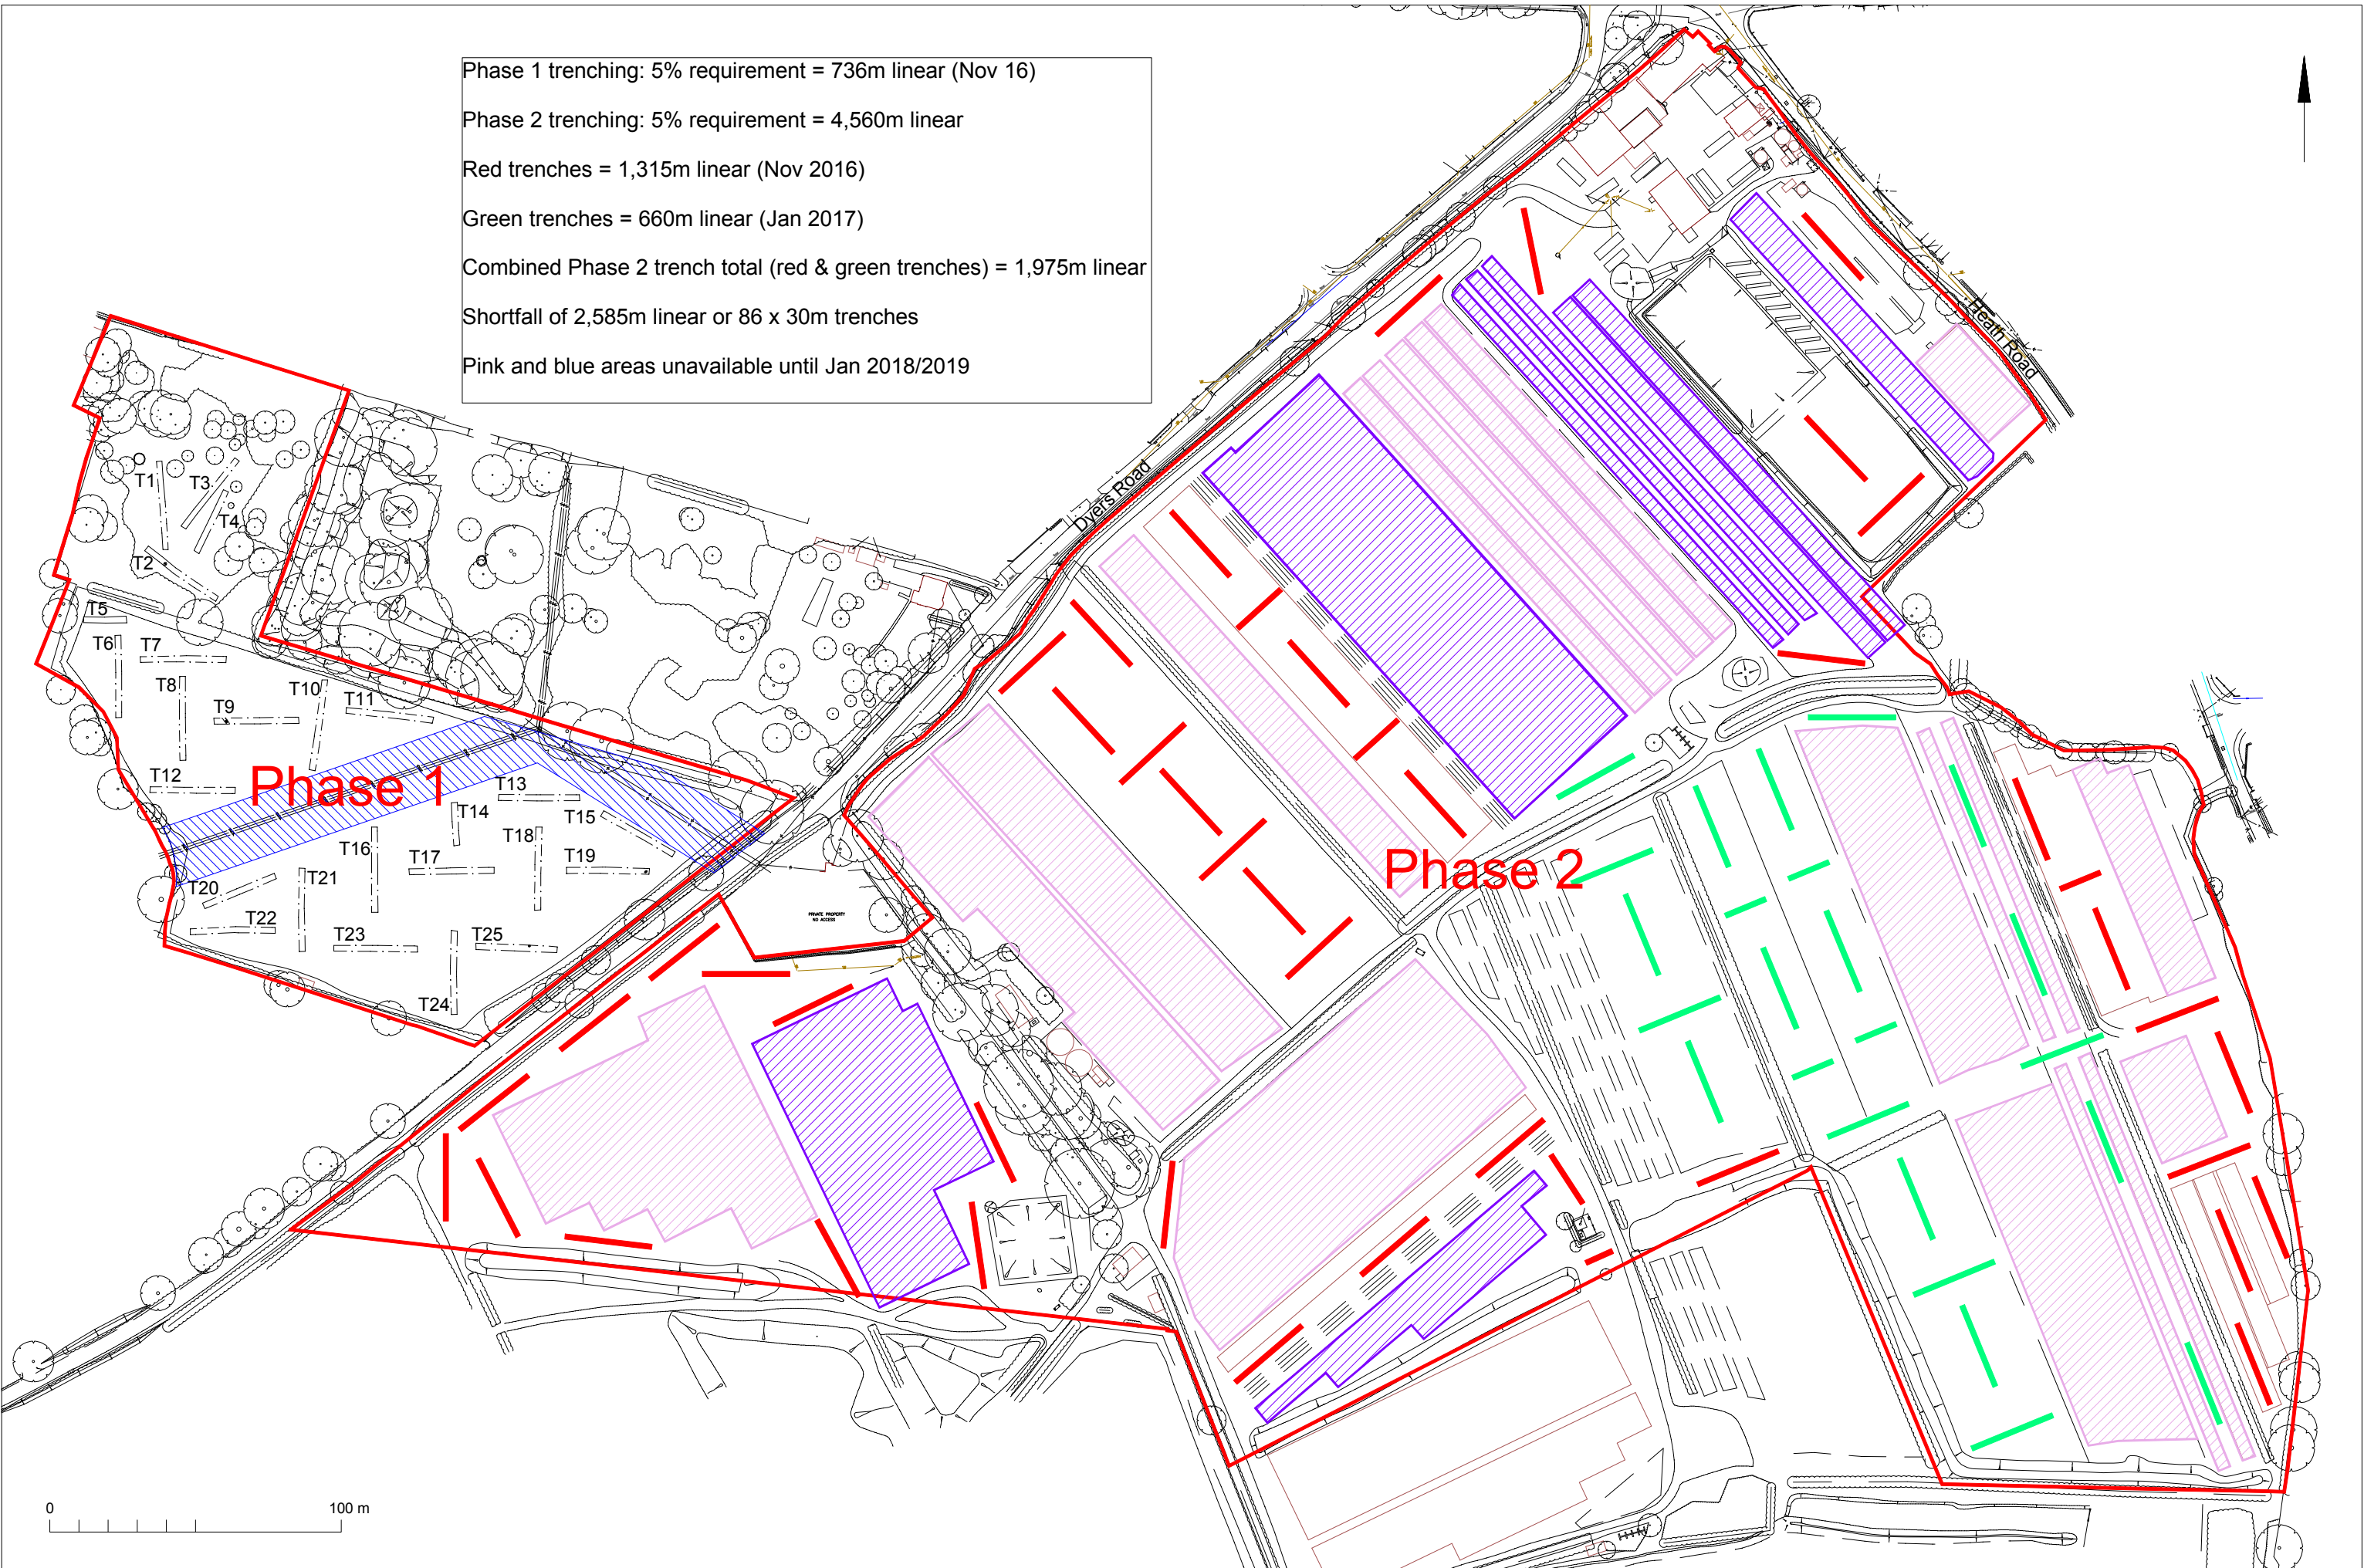 Phase 1 trenching: 5% requirement = 736m linear (Nov 16)
Phase 2 trenching: 5% requirement = 4,560m linear
Red trenches = 1,315m linear (Nov 2016)
Green trenches = 660m linear (Jan 2017)
Combined Phase 2 trench total (red & green trenches) = 1,975m linear
Shortfall of 2,585m linear or 86 x 30m trenches
Pink and blue areas unavailable until Jan 2018/2019
Heath Road
Dyers Road
T1
T3
T4
T2
T5
T6
T7
T8
T9
T10
T11
T12
Phase 1
T13
T14
T15
T16
T17
T18
T19
T20
T21
T22
T23
T24
T25
Phase 2
PRIVATE PROPERTY
NO ACCESS
0
100 m